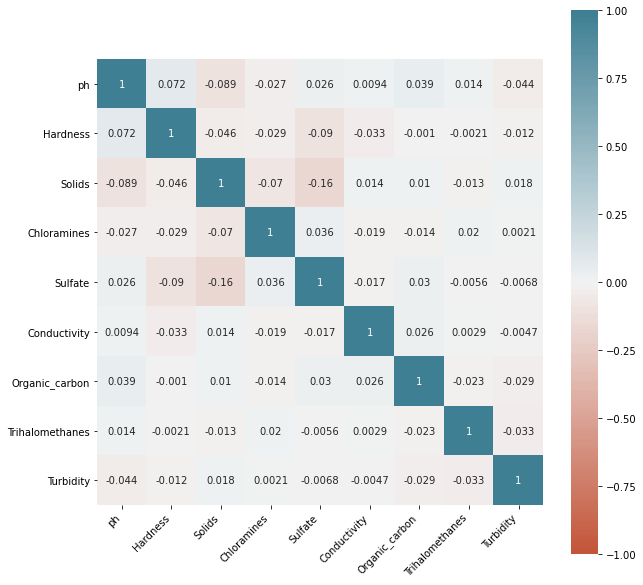 1.00
ph 1 0.072 -0.089 -0.027 0.026 0.0094 0.039 0.014 -0.044
0.75
Hardness 0.072 1 -0.046 -0.029 -0.09 -0.033 -0.001 -0.0021 -0.012
0.50
Solids -0.089 -0.046 1 -0.07 -0.16 0.014 0.01 -0.013 0.018
0.25
Chloramines -0.027 -0.029 -0.07 1 0.036 -0.019 -0.014 0.02 0.0021
0.00
Sulfate 0.026 -0.09 -0.16 0.036 1 -0.017 0.03 -0.0056 -0.0068
Conductivity 0.0094 -0.033 0.014 -0.019 -0.017 1 0.026 0.0029 -0.0047
−0.25
Organic_carbon 0.039 -0.001 0.01 -0.014 0.03 0.026 1 -0.023 -0.029
−0.50
Trihalomethanes 0.014 -0.0021 -0.013 0.02 -0.0056 0.0029 -0.023 1 -0.033
Turbidity -0.044 -0.012 0.018 0.0021 -0.0068 -0.0047 -0.029 -0.033 1
−0.75
−1.00
ph Hardness Solids Chloramines Sulfate Conductivity Organic_carbon Trihalomethanes Turbidity